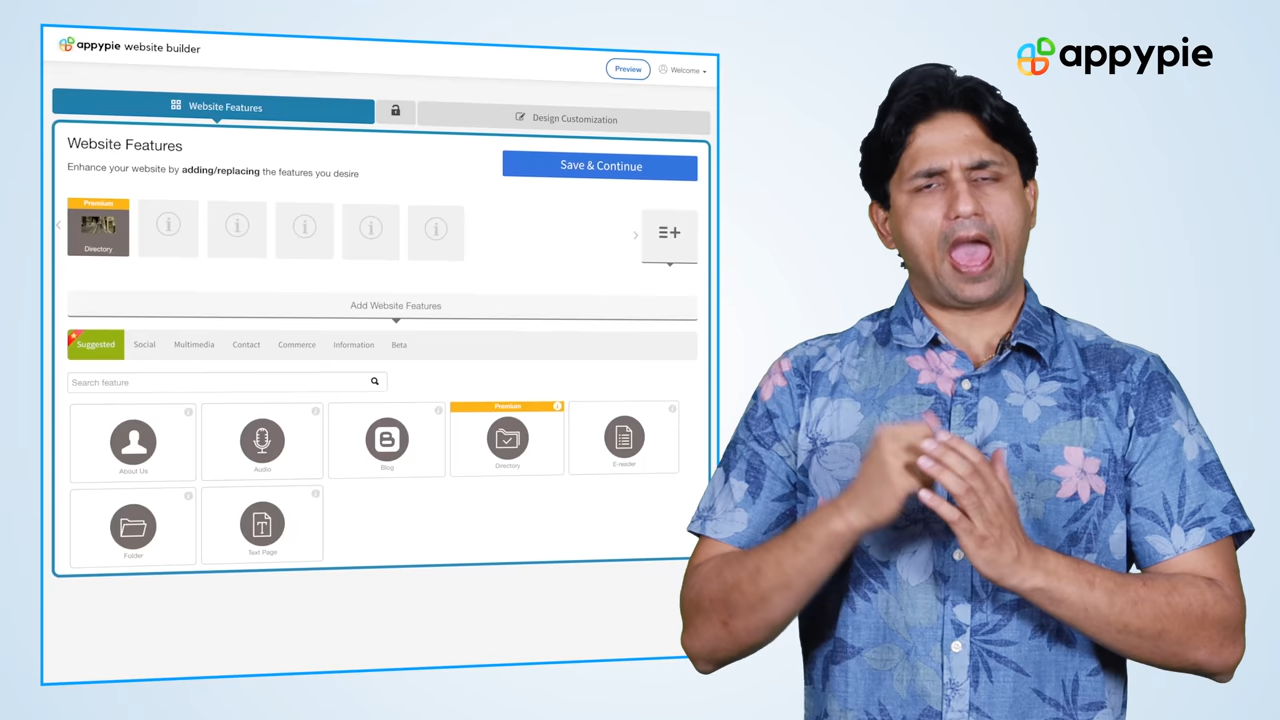 appypie website builder
Preview
Welcome
appypie
Website Features
Design Customization
Website Features
Enhance your website by adding/replacing the features you desire
Save & Continue
Premium
Directory
Add Website Features
Suggested
Social
Multimedia
Contact
Commerce
Information
Beta
Search feature
Premium
About Us
Audio
Blog
Directory
E-reader
Folder
Text Page